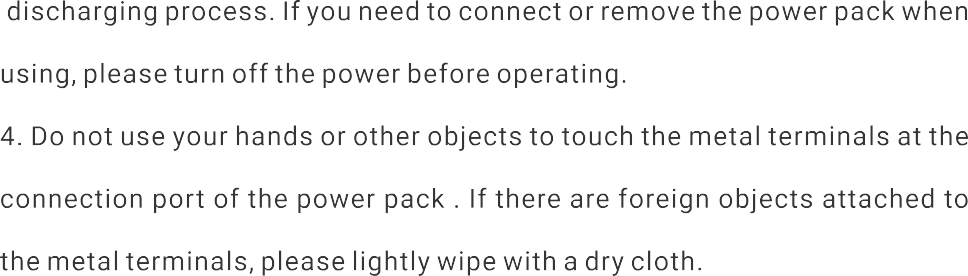 discharging process. If you need to connect or remove the power pack when
using, please turn off the power before operating.
4. Do not use your hands or other objects to touch the metal terminals at the
connection port of the power pack . If there are foreign objects attached to
the metal terminals, please lightly wipe with a dry cloth.